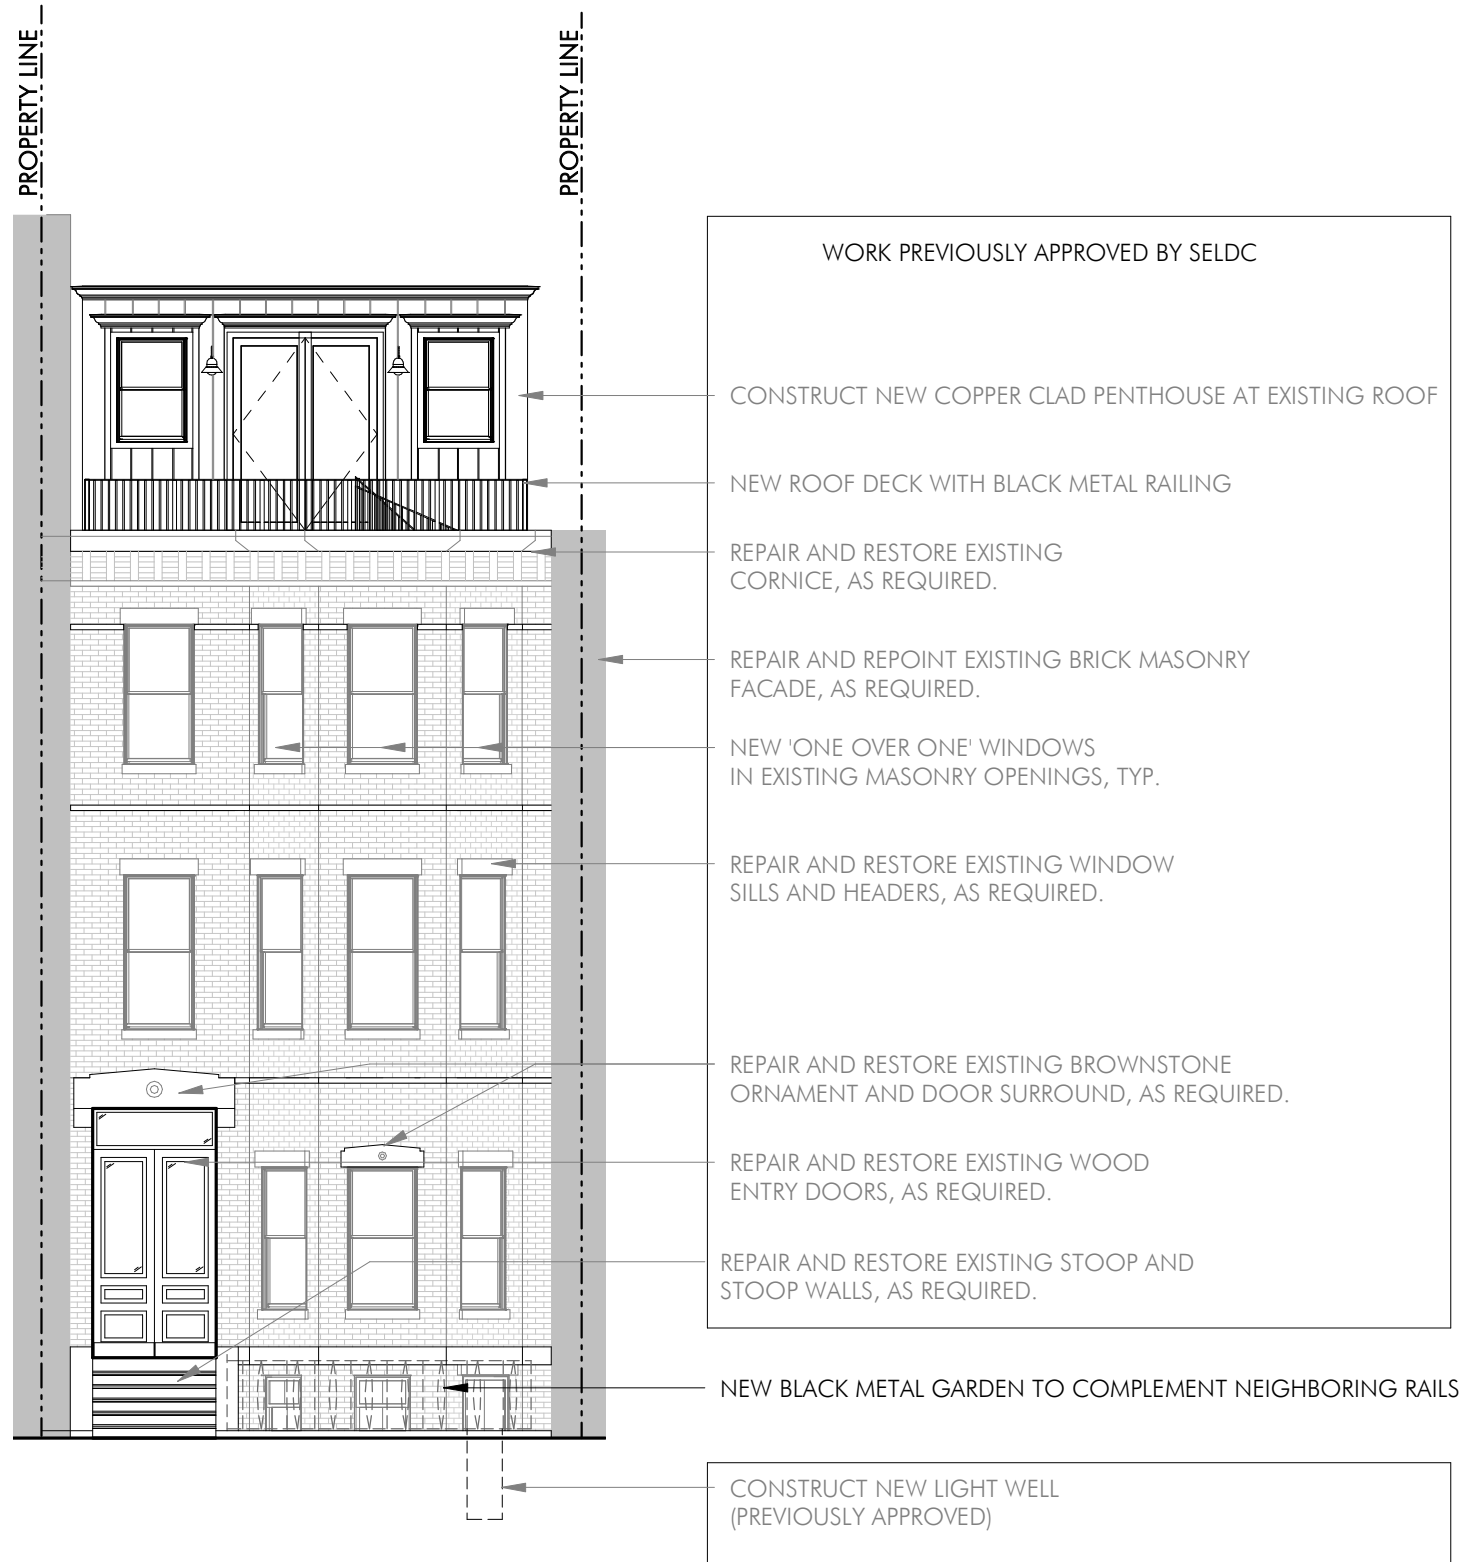 PROPERTY LINE
PROPERTY LINE
WORK PREVIOUSLY APPROVED BY SELDC
CONSTRUCT NEW COPPER CLAD PENTHOUSE AT EXISTING ROOF
NEW ROOF DECK WITH BLACK METAL RAILING
REPAIR AND RESTORE EXISTING
CORNICE, AS REQUIRED.
REPAIR AND REPOINT EXISTING BRICK MASONRY
FACADE, AS REQUIRED.
NEW 'ONE OVER ONE' WINDOWS
IN EXISTING MASONRY OPENINGS, TYP.
REPAIR AND RESTORE EXISTING WINDOW
SILLS AND HEADERS, AS REQUIRED.
REPAIR AND RESTORE EXISTING BROWNSTONE
ORNAMENT AND DOOR SURROUND, AS REQUIRED.
REPAIR AND RESTORE EXISTING WOOD
ENTRY DOORS, AS REQUIRED.
REPAIR AND RESTORE EXISTING STOOP AND
STOOP WALLS, AS REQUIRED.
NEW BLACK METAL GARDEN TO COMPLEMENT NEIGHBORING RAILS
CONSTRUCT NEW LIGHT WELL
(PREVIOUSLY APPROVED)